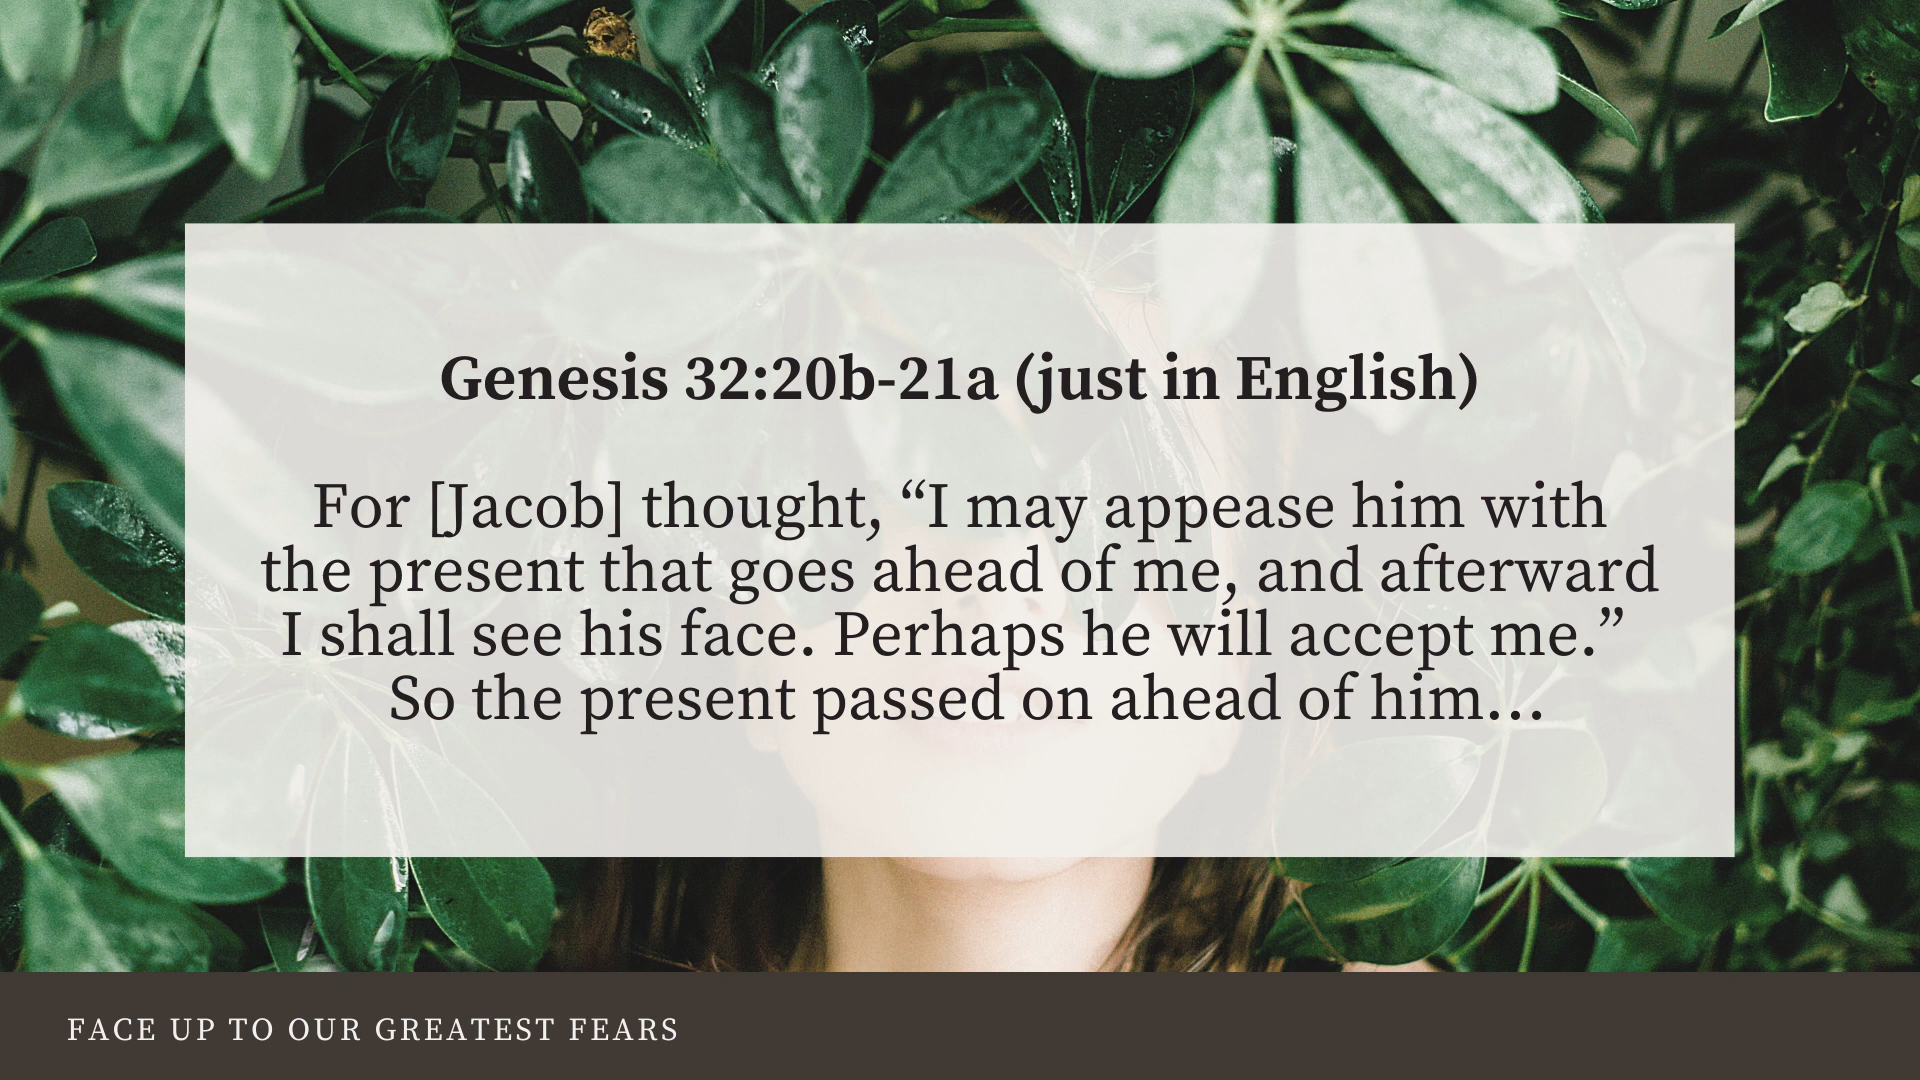 Genesis 32:20b-21a (just in English)
For [Jacob] thought, “I may appease him with
the present that goes ahead of me, and afterward
I shall see his face. Perhaps he will accept me.”
So the present passed on ahead of him…
FACE UP TO OUR GREATEST FEARS